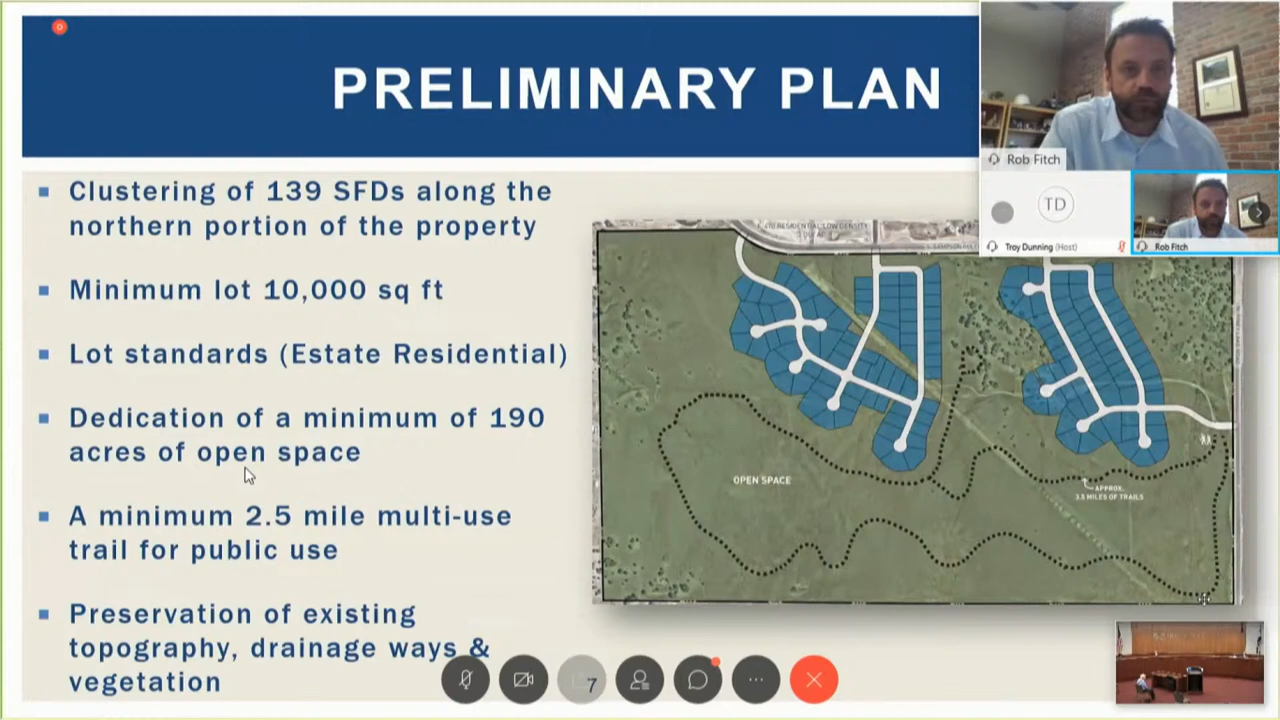 PRELIMINARY PLAN
Rob Fitch
TD
Troy Dunning (Host)
Rob Fitch
Clustering of 139 SFDs along the
northern portion of the property
Minimum lot 10,000 sq ft
Lot standards (Estate Residential)
Dedication of a minimum of 190
acres of open space
A minimum 2.5 mile multi-use
trail for public use
Preservation of existing
topography, drainage ways &
vegetation
RESIDENTIAL LOW DENSITY
OPEN SPACE
APPROX.
3.5 MILES OF TRAILS
7